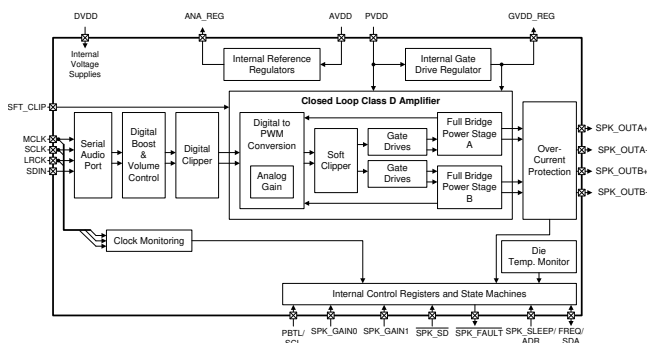 DVDD
ANA_REG
AVDD
PVDD
GVDD_REG
Internal
Voltage
Supplies
Internal Reference
Regulators
Internal Gate
Drive Regulator
SFT_CLIP
Closed Loop Class D Amplifier
MCLK
SCLK
LRCK
SDIN
Serial
Audio
Port
Digital
Boost
&
Volume
Control
Digital
Clipper
Digital to
PWM
Conversion
Analog
Gain
Soft
Clipper
Gate
Drives
Gate
Drives
Full Bridge
Power Stage
A
Full Bridge
Power Stage
B
Over-
Current
Protection
SPK_OUTA+
SPK_OUTA-
SPK_OUTB+
SPK_OUTB-
Clock Monitoring
Die
Temp. Monitor
Internal Control Registers and State Machines
PBTL/
SCL
SPK_GAIN0
SPK_GAIN1
SPK_SD
SPK_FAULT
SPK_SLEEP/
ADR
FREQ/
SDA